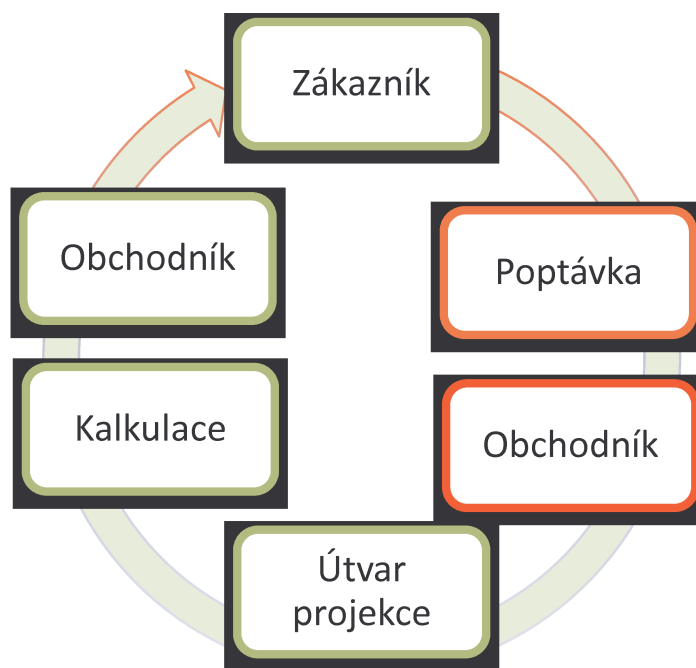 Zákazník
Poptávka
Obchodník
Útvar
projekce
Kalkulace
Obchodník